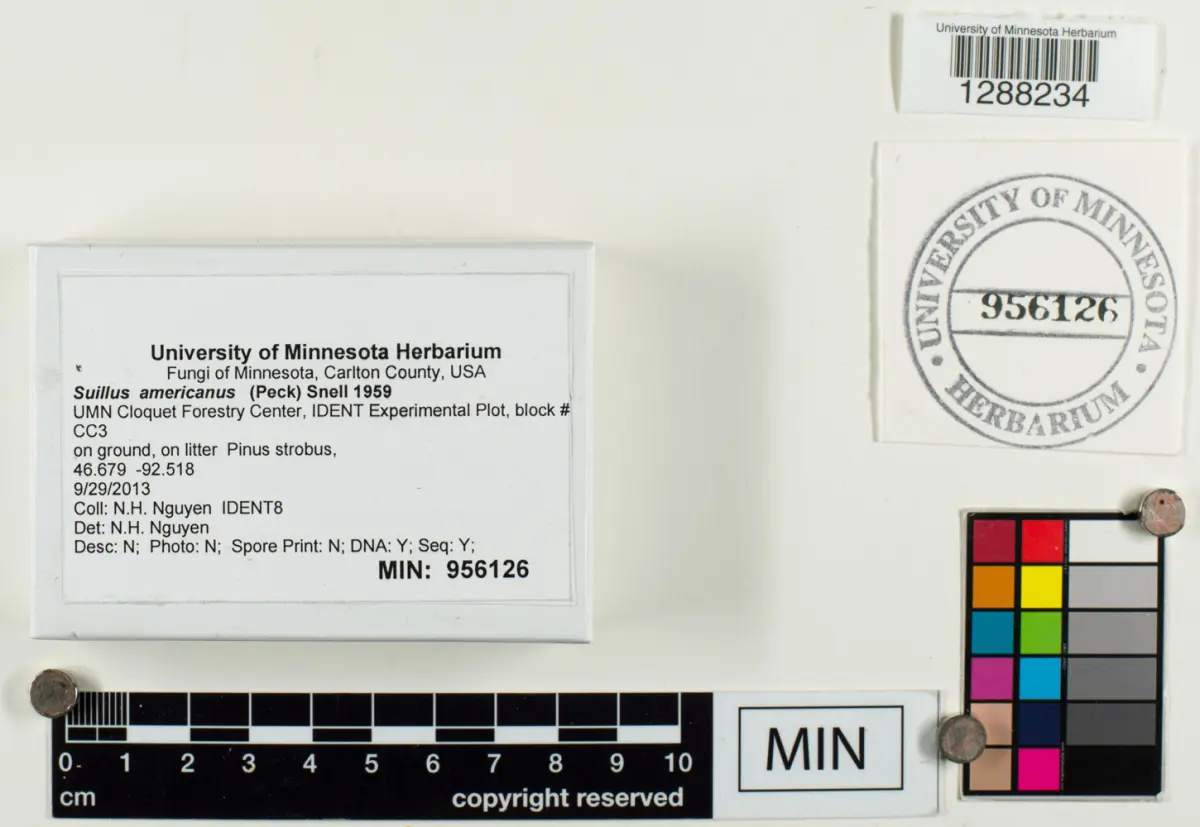 University of Minnesota Herbarium
1288234
UNIVERSITY OF MINNESOTA
956126
HERBARIUM
University of Minnesota Herbarium
Fungi of Minnesota, Carlton County, USA
Suillus americanus (Peck) Snell 1959
UMN Cloquet Forestry Center, IDENT Experimental Plot, block #
CC3
on ground, on litter Pinus strobus,
46.679 -92.518
9/29/2013
Coll: N.H. Nguyen IDENT8
Det: N.H. Nguyen
Desc: N; Photo: N; Spore Print: N; DNA: Y; Seq: Y;
MIN: 956126
0 1 2 3 4 5 6 7 8 9 10
cm
copyright reserved
MIN